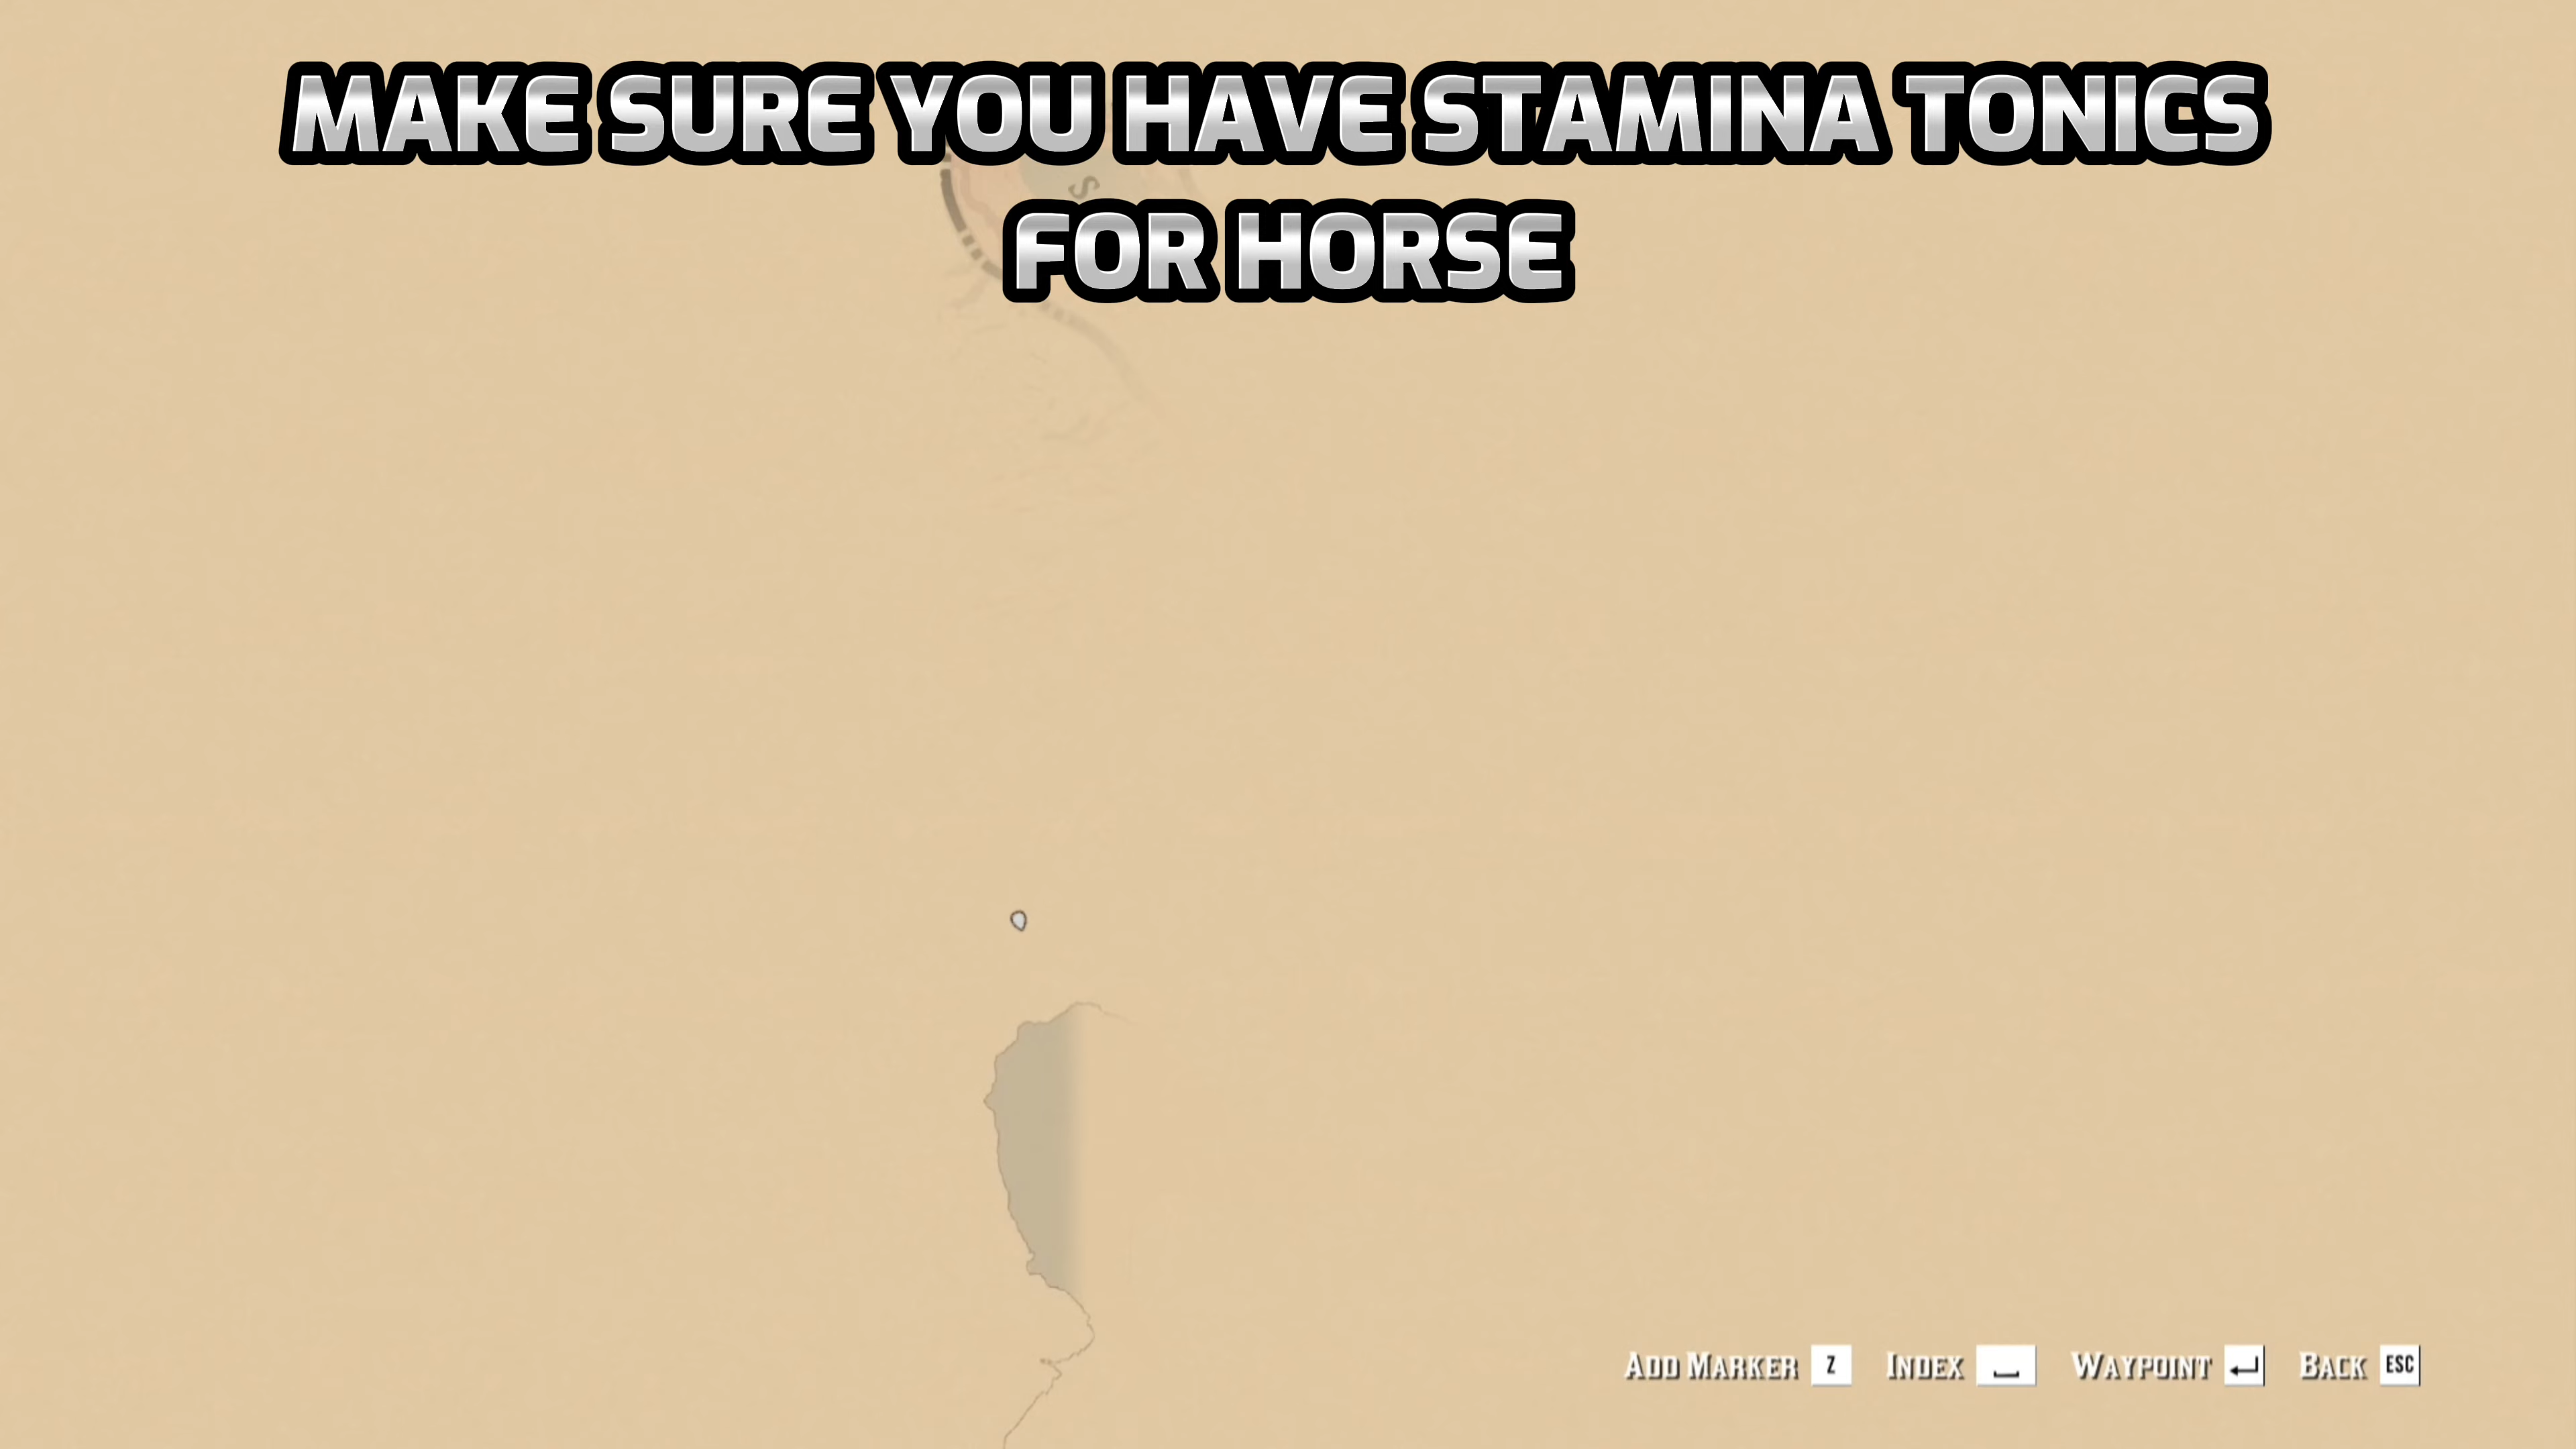 MAKE SURE YOU HAVE STAMINA TONICS
S
FOR HORSE
Add Marker Z Index Waypoint Back ESC